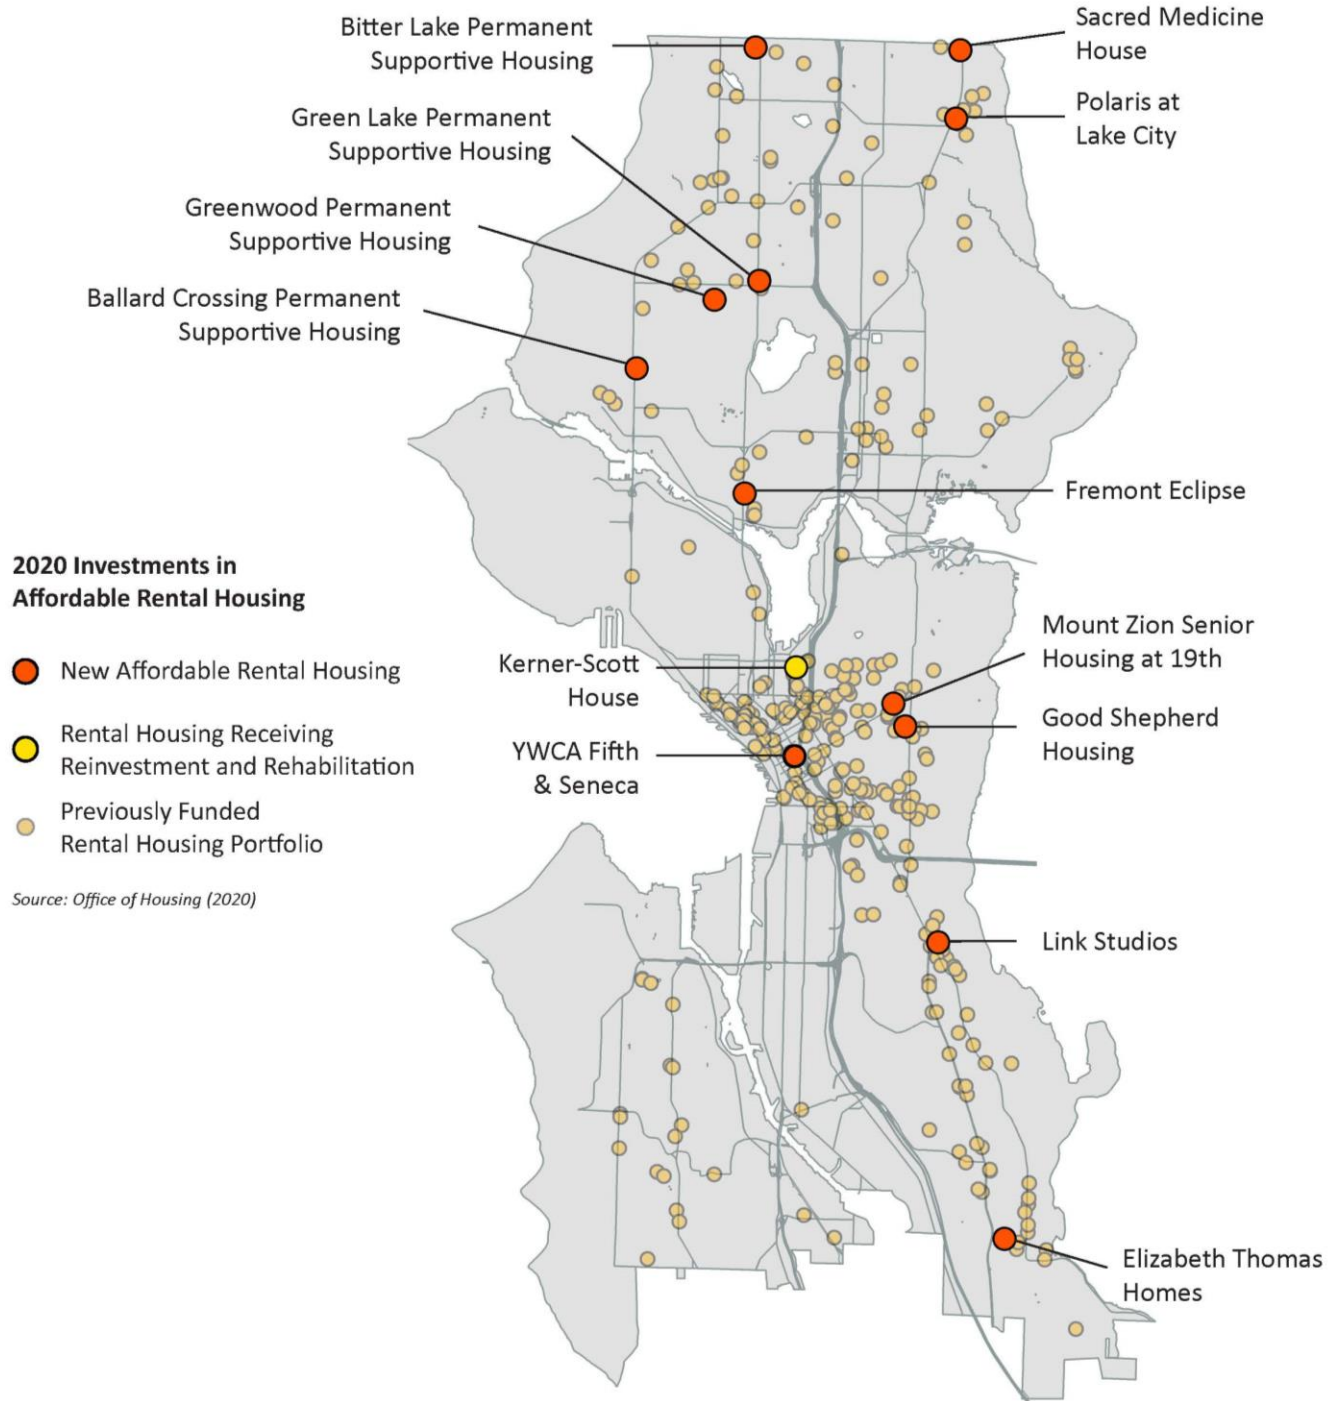 Bitter Lake Permanent
Supportive Housing
Sacred Medicine
House
Polaris at
Lake City
Green Lake Permanent
Supportive Housing
Greenwood Permanent
Supportive Housing
Ballard Crossing Permanent
Supportive Housing
Fremont Eclipse
2020 Investments in
Affordable Rental Housing
New Affordable Rental Housing
Rental Housing Receiving
Reinvestment and Rehabilitation
Previously Funded
Rental Housing Portfolio
Source: Office of Housing (2020)
Kerner-Scott
House
YWCA Fifth
& Seneca
Mount Zion Senior
Housing at 19th
Good Shepherd
Housing
Link Studios
Elizabeth Thomas
Homes